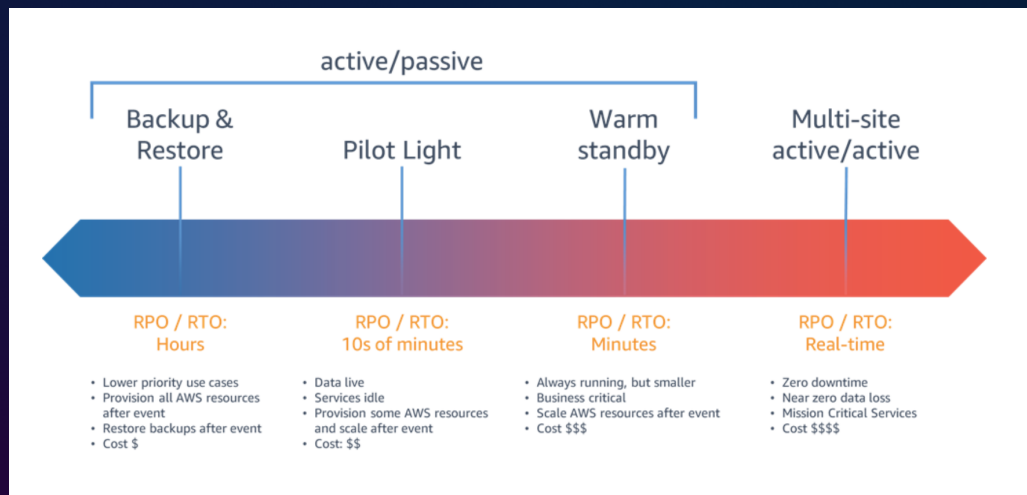 active/passive
Backup &
Restore
Pilot Light
Warm
standby
Multi-site
active/active
RPO / RTO:
Hours
RPO / RTO:
10s of minutes
RPO / RTO:
Minutes
RPO / RTO:
Real-time
• Lower priority use cases
• Provision all AWS resources
after event
• Restore backups after event
• Cost $
• Data live
• Services idle
• Provision some AWS resources
and scale after event
• Cost: $$
• Always running, but smaller
• Business critical
• Scale AWS resources after event
• Cost $$$
• Zero downtime
• Near zero data loss
• Mission Critical Services
• Cost $$$$